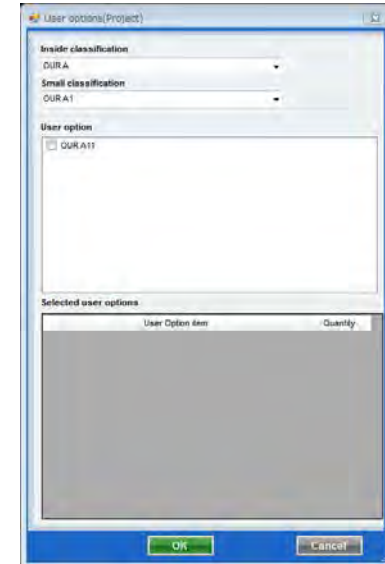 User options(Project)
Inside classification
OUR A
Small classification
OUR A1
User option
OUR A11
Selected user options
User Option item Quantity
OK Cancel